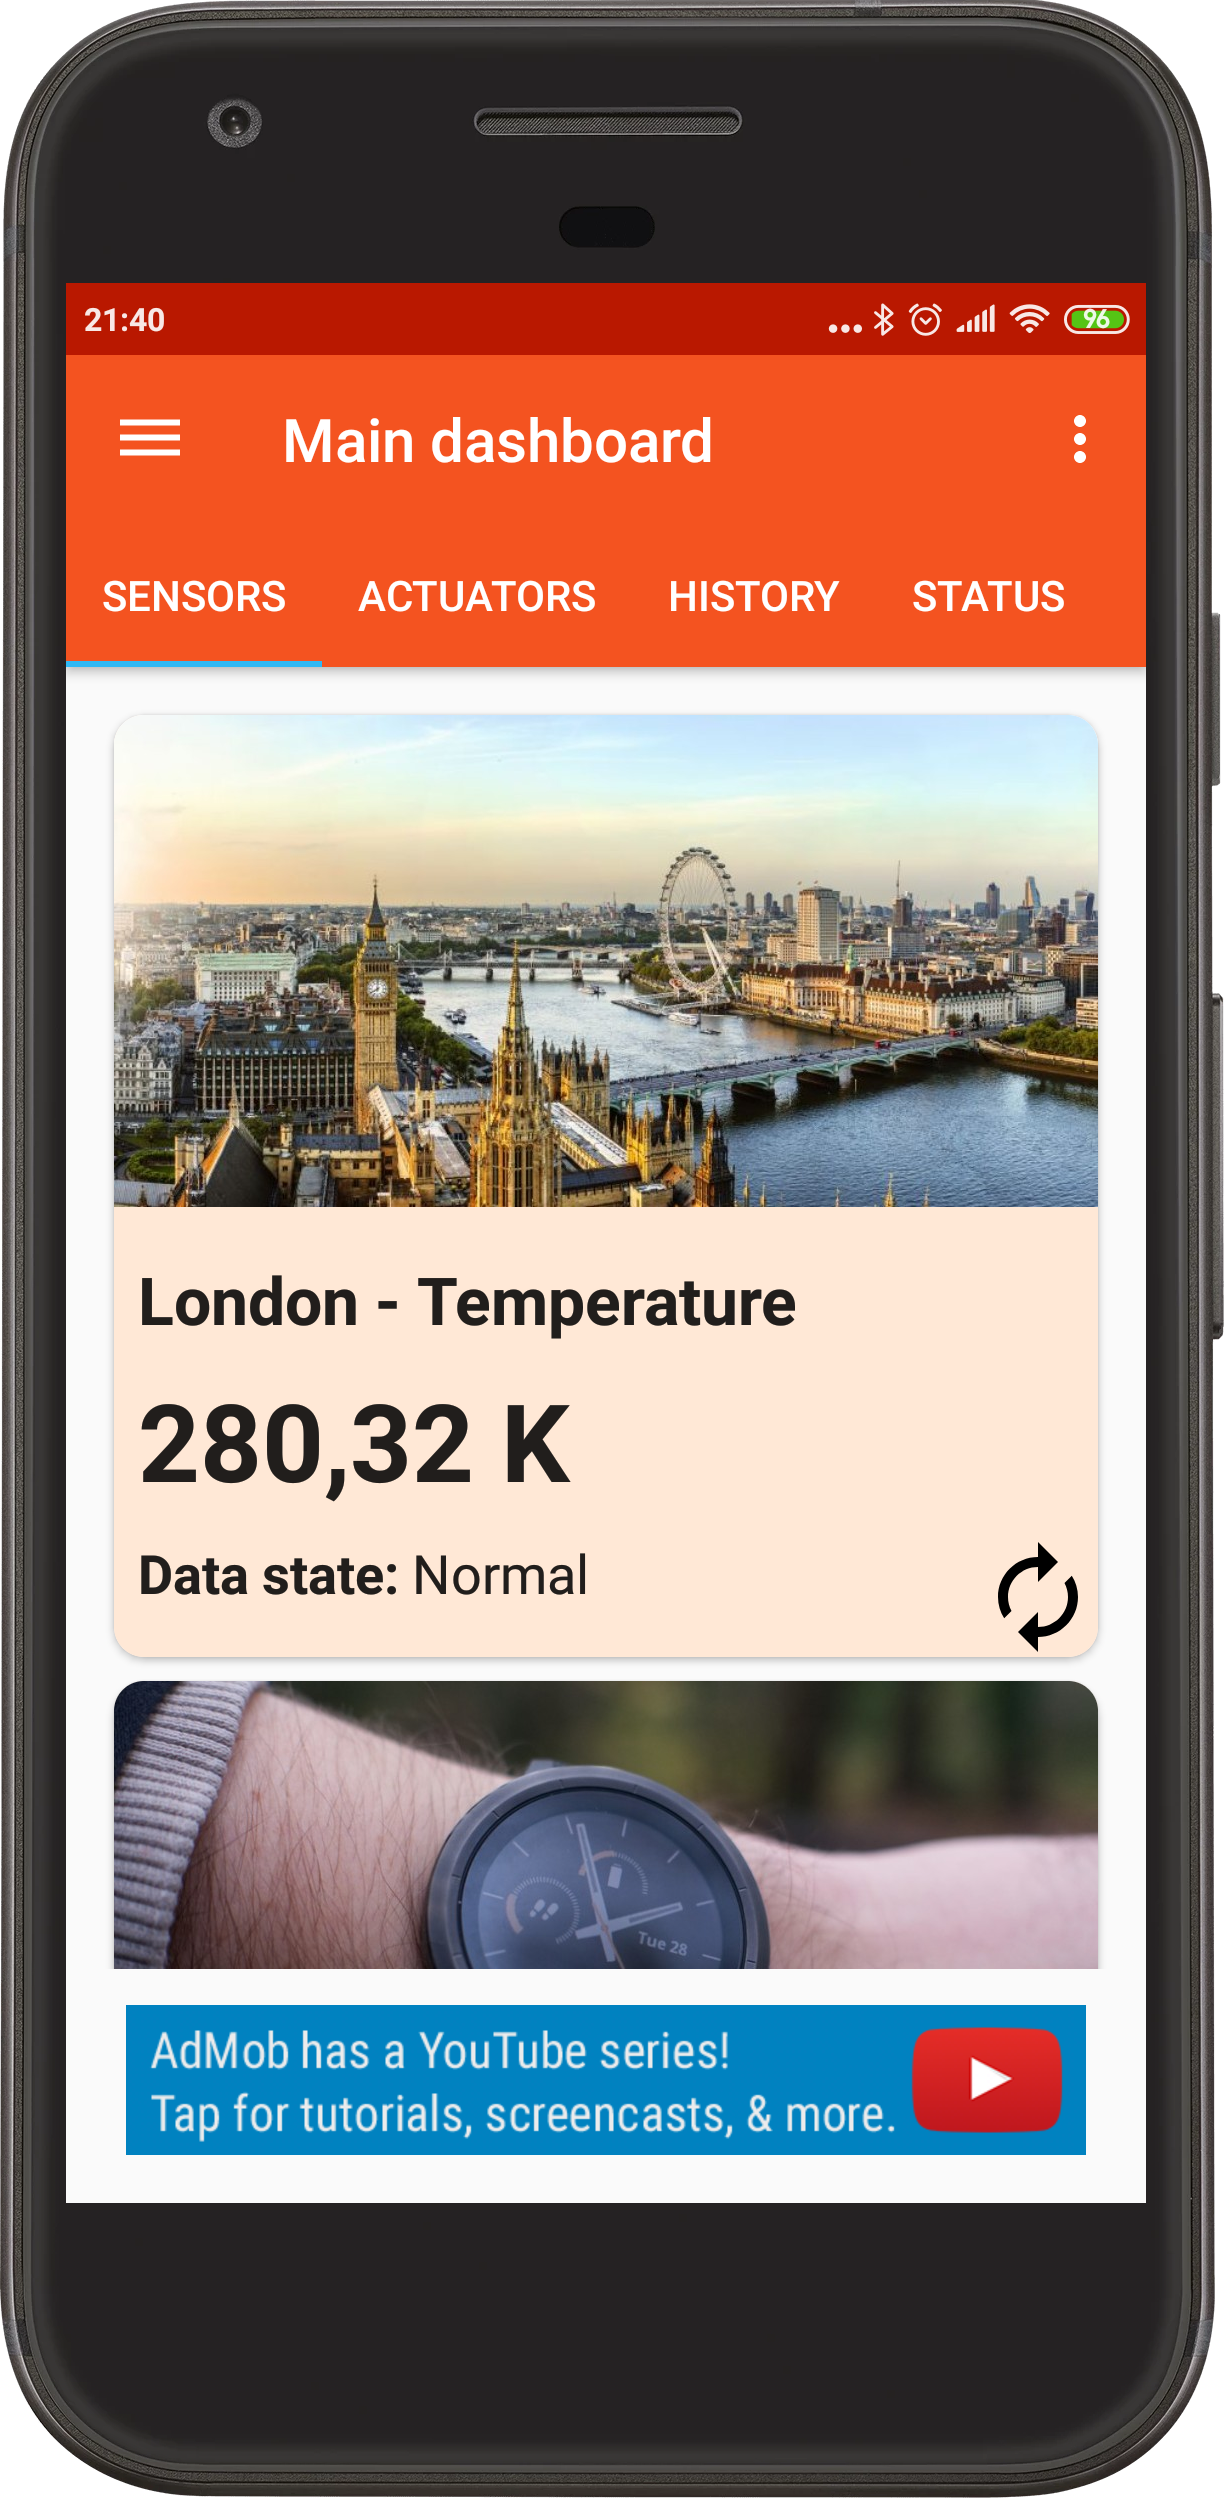 21:40
96
Main dashboard
SENSORS ACTUATORS HISTORY STATUS
London - Temperature
280,32 K
Data state: Normal
Tue 28
AdMob has a YouTube series!
Tap for tutorials, screencasts, & more.